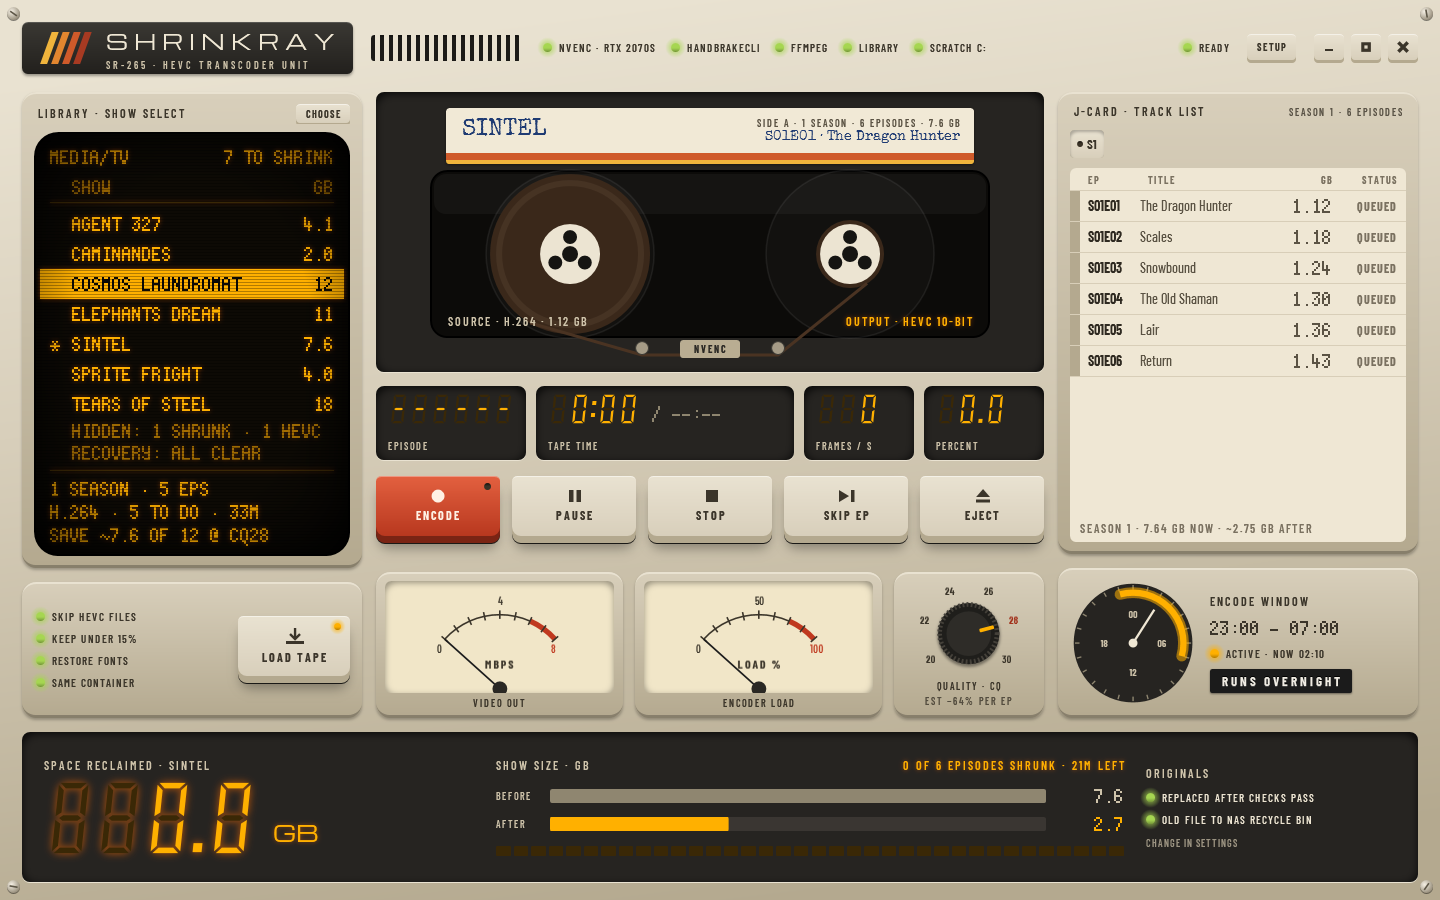 SHRINKRAY
SR-265 · HEVC TRANSCODER UNIT
NVENC · RTX 2070S
HANDBRAKECLI
FFMPEG
LIBRARY
SCRATCH C:
READY
SETUP
LIBRARY · SHOW SELECT
CHOOSE
MEDIA/TV 7 TO SHRINK
SHOW GB
AGENT 327 4.1
CAMINANDES 2.0
COSMOS LAUNDROMAT 12
ELEPHANTS DREAM 11
* SINTEL 7.6
SPRITE FRIGHT 4.0
TEARS OF STEEL 18
HIDDEN: 1 SHRUNK · 1 HEVC
RECOVERY: ALL CLEAR
1 SEASON · 5 EPS
H.264 · 5 TO DO · 33M
SAVE ~7.6 OF 12 @ CQ28
SKIP HEVC FILES
KEEP UNDER 15%
RESTORE FONTS
SAME CONTAINER
LOAD TAPE
SINTEL
SIDE A · 1 SEASON · 6 EPISODES · 7.6 GB
S01E01 · The Dragon Hunter
SOURCE · H.264 · 1.12 GB
OUTPUT · HEVC 10-BIT
NVENC
------
EPISODE
0:00 / --:--
TAPE TIME
0
FRAMES / S
0.0
PERCENT
ENCODE
PAUSE
STOP
SKIP EP
EJECT
0 4 8
MBPS
VIDEO OUT
0 50 100
LOAD %
ENCODER LOAD
20 22 24 26 28 30
QUALITY · CQ
EST −64% PER EP
J-CARD · TRACK LIST
SEASON 1 · 6 EPISODES
S1
EP TITLE GB STATUS
S01E01 The Dragon Hunter 1.12 QUEUED
S01E02 Scales 1.18 QUEUED
S01E03 Snowbound 1.24 QUEUED
S01E04 The Old Shaman 1.30 QUEUED
S01E05 Lair 1.36 QUEUED
S01E06 Return 1.43 QUEUED
SEASON 1 · 7.64 GB NOW · ~2.75 GB AFTER
00 06 12 18
ENCODE WINDOW
23:00 – 07:00
ACTIVE · NOW 02:10
RUNS OVERNIGHT
SPACE RECLAIMED · SINTEL
0.0 GB
SHOW SIZE · GB
0 OF 6 EPISODES SHRUNK · 21M LEFT
BEFORE 7.6
AFTER 2.7
ORIGINALS
REPLACED AFTER CHECKS PASS
OLD FILE TO NAS RECYCLE BIN
CHANGE IN SETTINGS